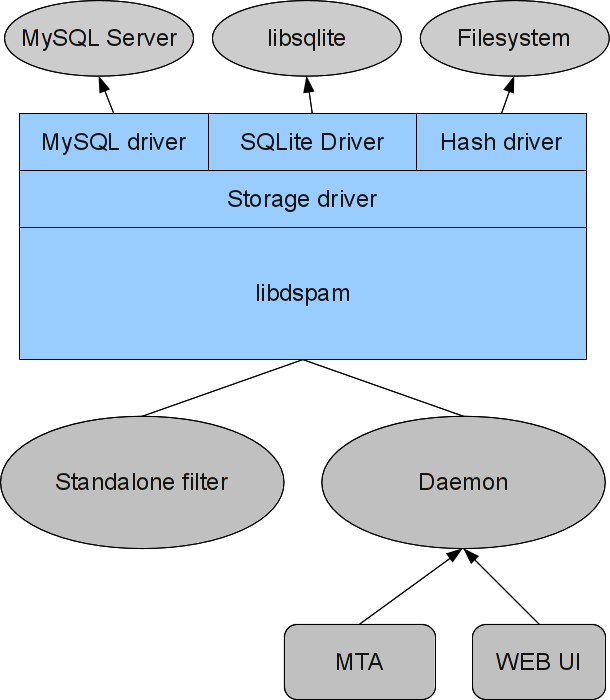 MySQL Server
libsqlite
Filesystem
MySQL driver
SQLite Driver
Hash driver
Storage driver
libdspam
Standalone filter
Daemon
MTA
WEB UI